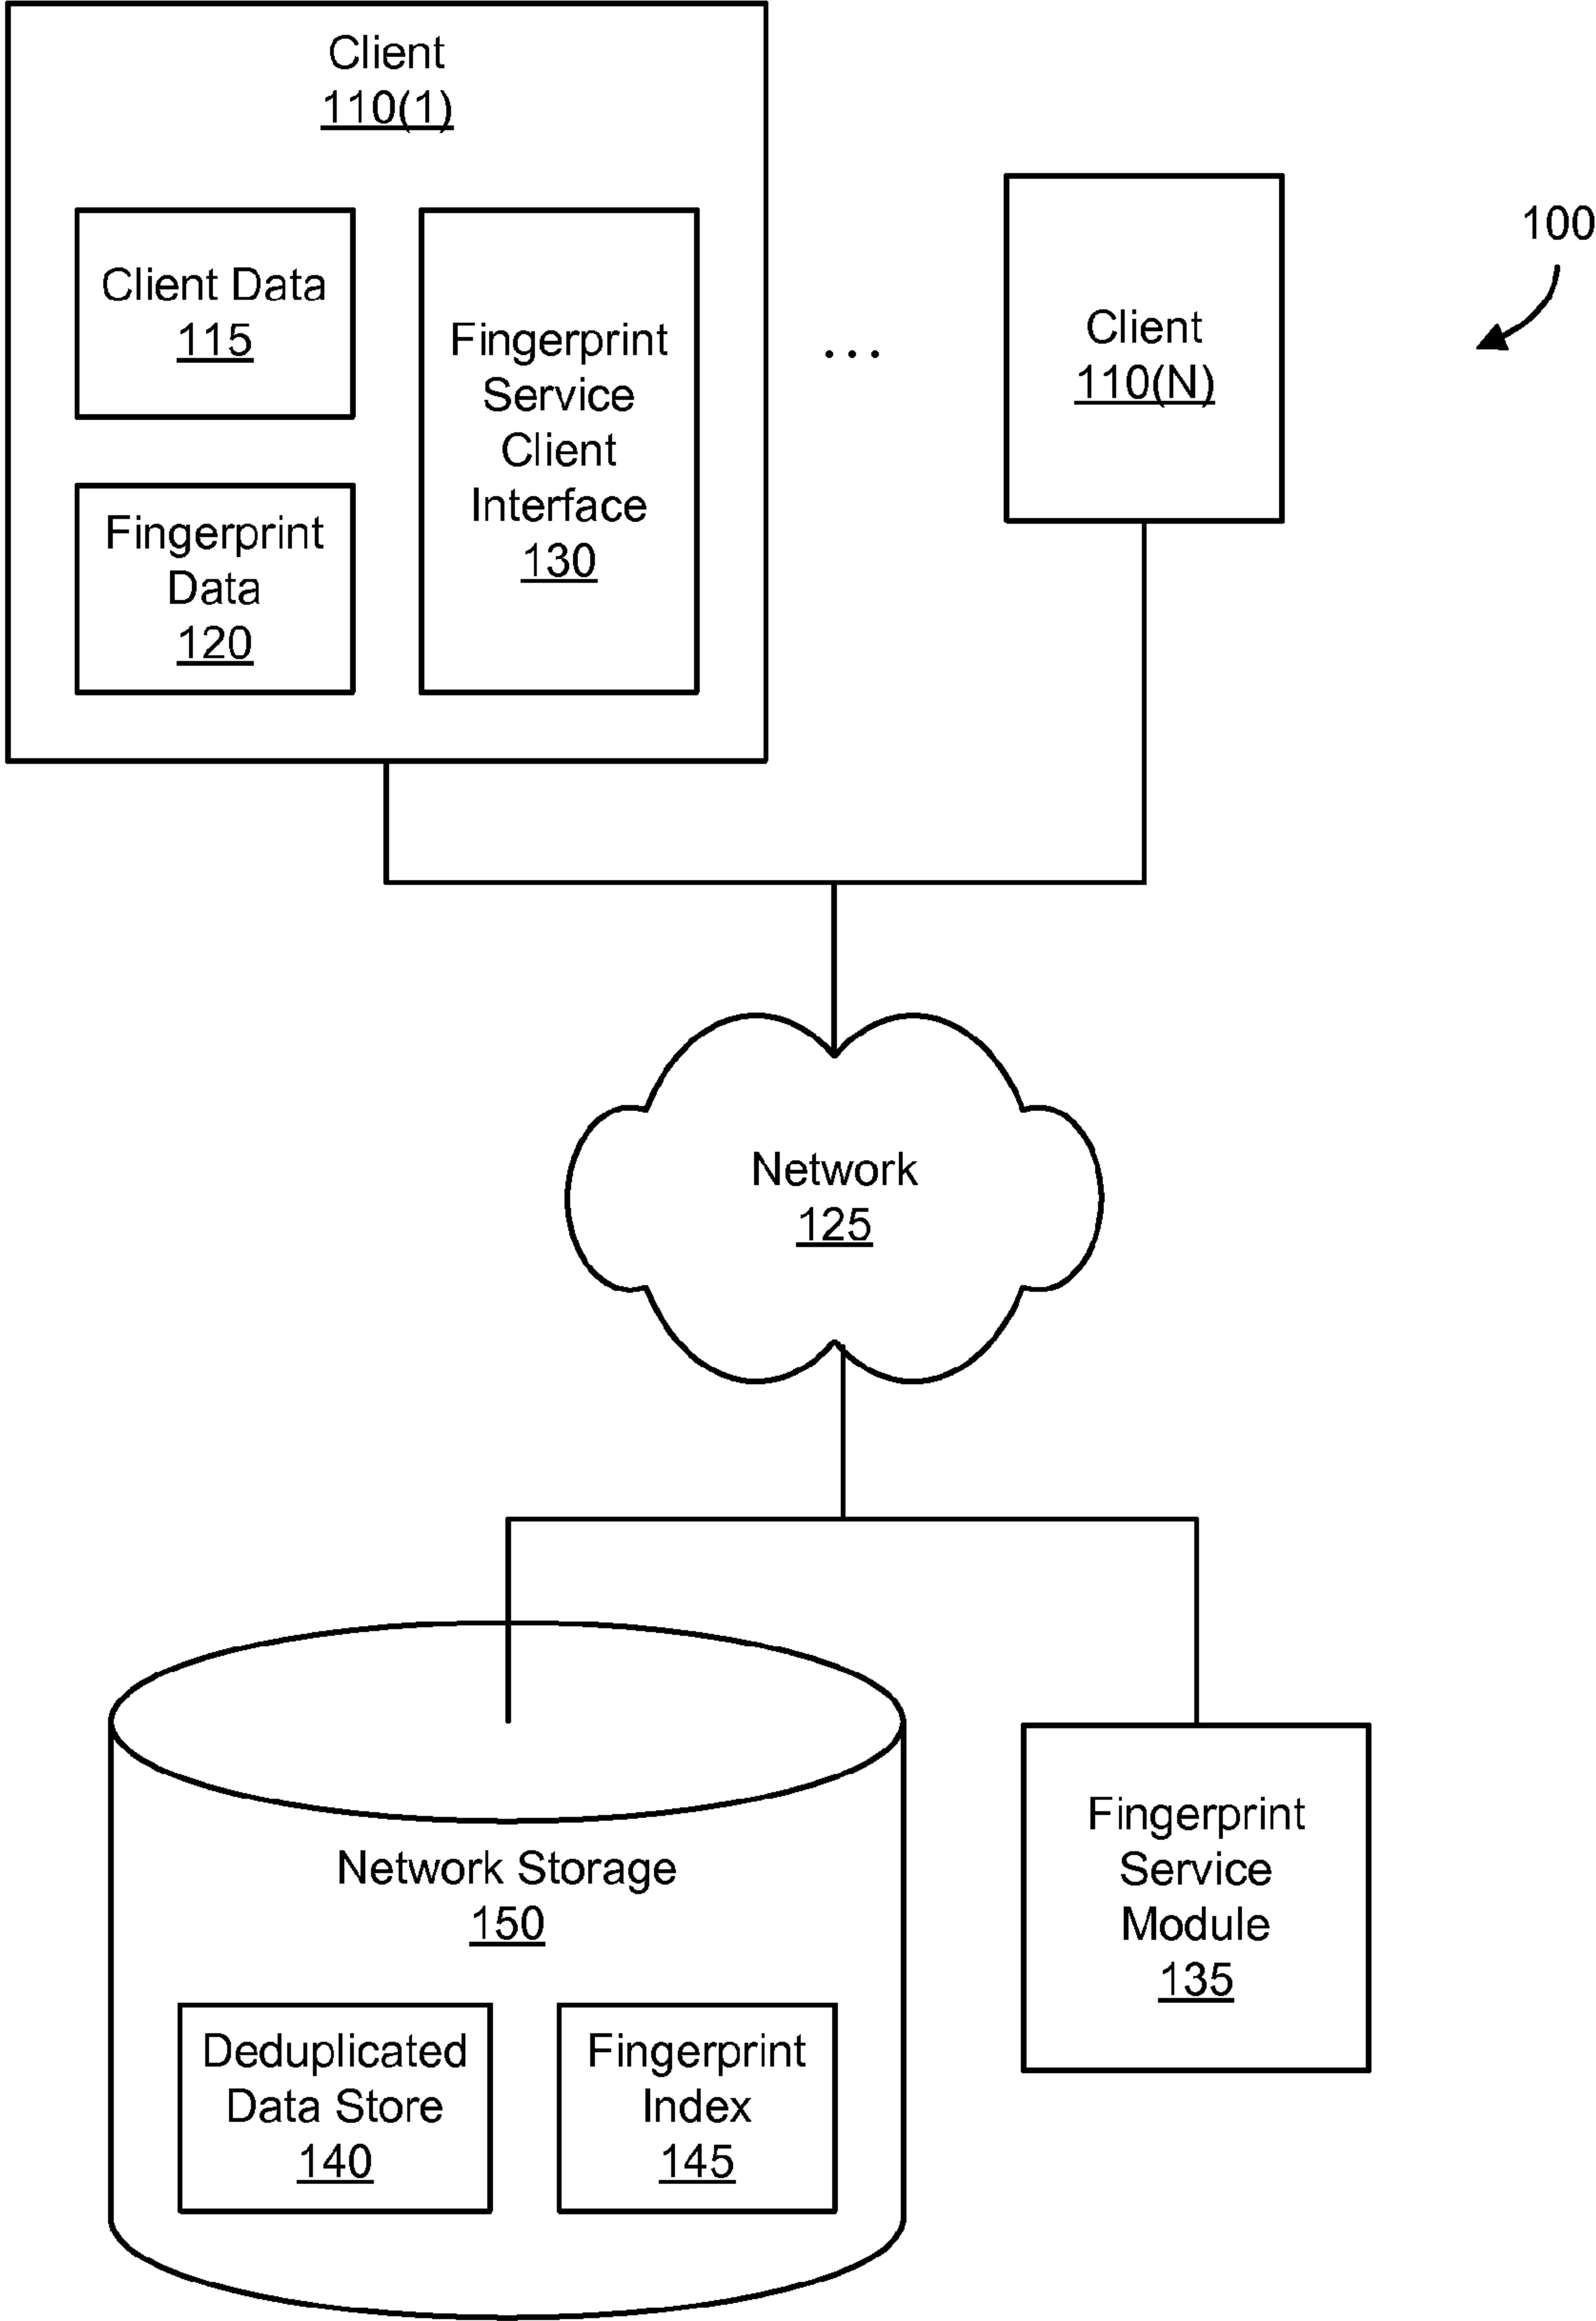 Client
110(1)
Client Data
115
Fingerprint
Data
120
Fingerprint
Service
Client
Interface
130
...
Client
110(N)
100
Network
125
Network Storage
150
Deduplicated
Data Store
140
Fingerprint
Index
145
Fingerprint
Service
Module
135